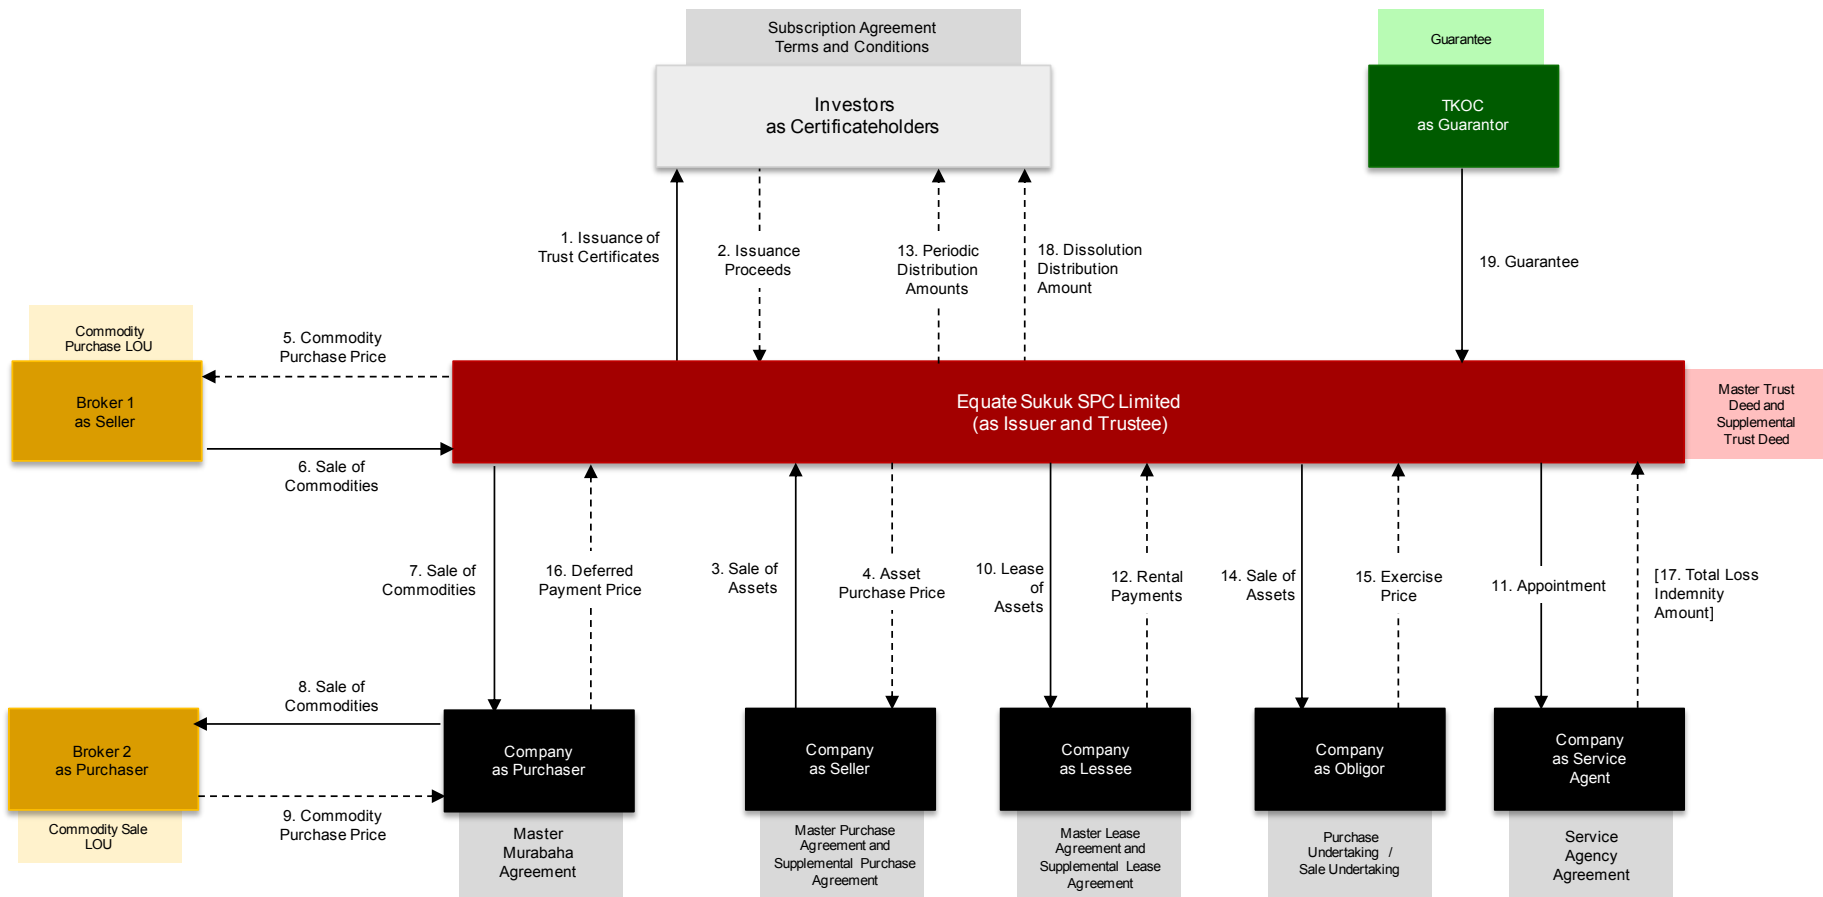 Subscription Agreement
Terms and Conditions
Investors
as Certificateholders
Guarantee
TKOC
as Guarantor
1. Issuance of
Trust Certificates
2. Issuance
Proceeds
13. Periodic
Distribution
Amounts
18. Dissolution
Distribution
Amount
19. Guarantee
Commodity
Purchase LOU
Broker 1
as Seller
5. Commodity
Purchase Price
6. Sale of
Commodities
Equate Sukuk SPC Limited
(as Issuer and Trustee)
Master Trust
Deed and
Supplemental
Trust Deed
7. Sale of
Commodities
16. Deferred
Payment Price
3. Sale of
Assets
4. Asset
Purchase Price
10. Lease
of
Assets
12. Rental
Payments
14. Sale of
Assets
15. Exercise
Price
11. Appointment
[17. Total Loss
Indemnity
Amount]
8. Sale of
Commodities
Broker 2
as Purchaser
Commodity Sale
LOU
9. Commodity
Purchase Price
Company
as Purchaser
Master
Murabaha
Agreement
Company
as Seller
Master Purchase
Agreement and
Supplemental Purchase
Agreement
Company
as Lessee
Master Lease
Agreement and
Supplemental Lease
Agreement
Company
as Obligor
Purchase
Undertaking /
Sale Undertaking
Company
as Service
Agent
Service
Agency
Agreement